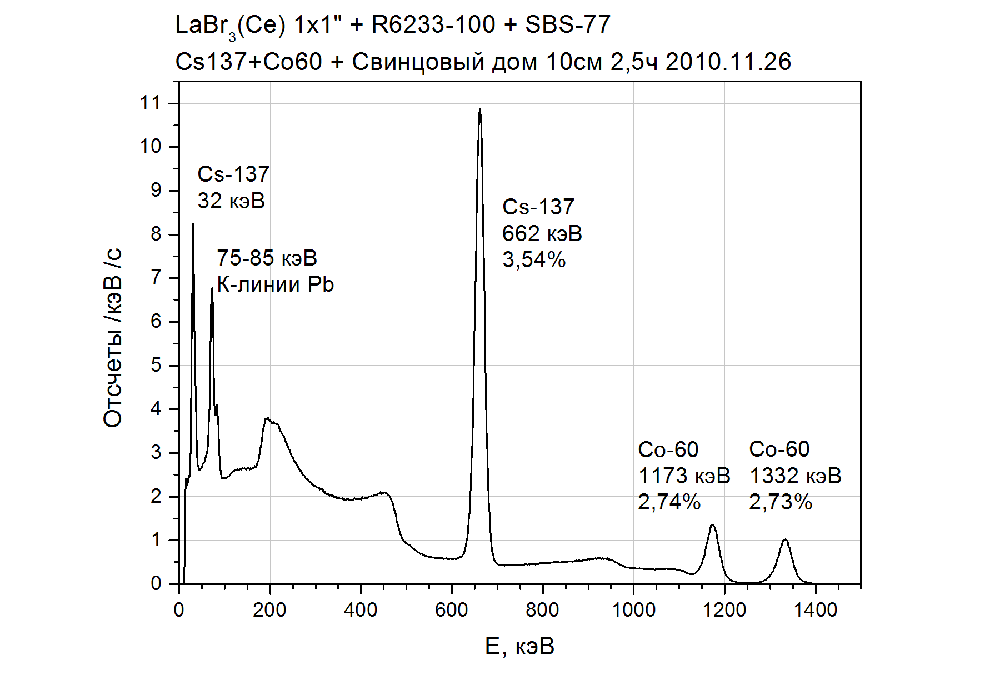 LaBr₃(Ce) 1x1" + R6233-100 + SBS-77
Cs137+Co60 + Свинцовый дом 10см 2,5ч 2010.11.26
Отсчеты /кэВ /с
11
10
9
8
7
6
5
4
3
2
1
0
Cs-137
32 кэВ
75-85 кэВ
К-линии Pb
Cs-137
662 кэВ
3,54%
Co-60
1173 кэВ
2,74%
Co-60
1332 кэВ
2,73%
0 200 400 600 800 1000 1200 1400
E, кэВ